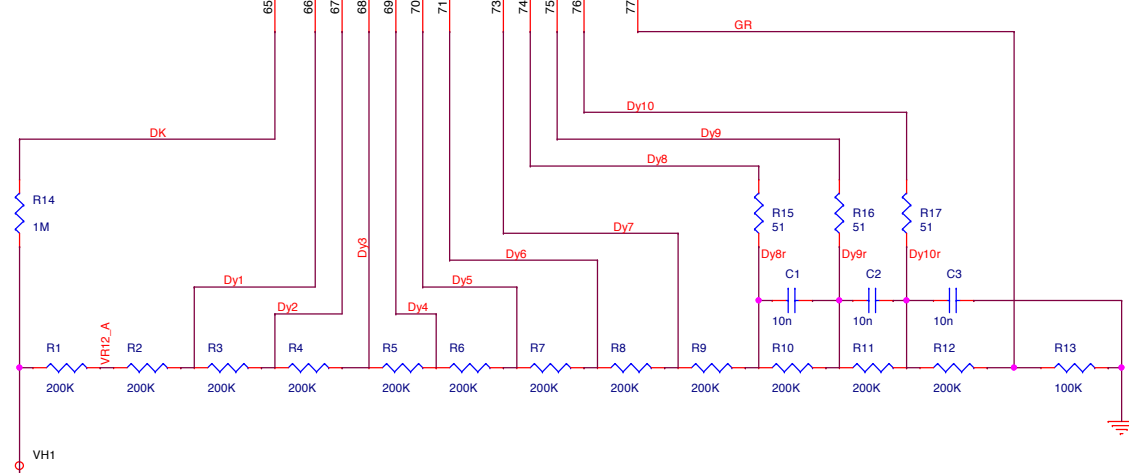 65
66
67
68
69
70
71
73
74
75
76
77
GR
Dy10
DK
Dy9
Dy8
R14
1M
R15
51
R16
51
R17
51
Dy7
Dy3
Dy6
Dy8r
Dy9r
Dy10r
Dy1
Dy5
C1
C2
C3
Dy2
Dy4
10n
10n
10n
VR12_A
R1
R2
R3
R4
R5
R6
R7
R8
R9
R10
R11
R12
R13
200K
200K
200K
200K
200K
200K
200K
200K
200K
200K
200K
200K
100K
VH1